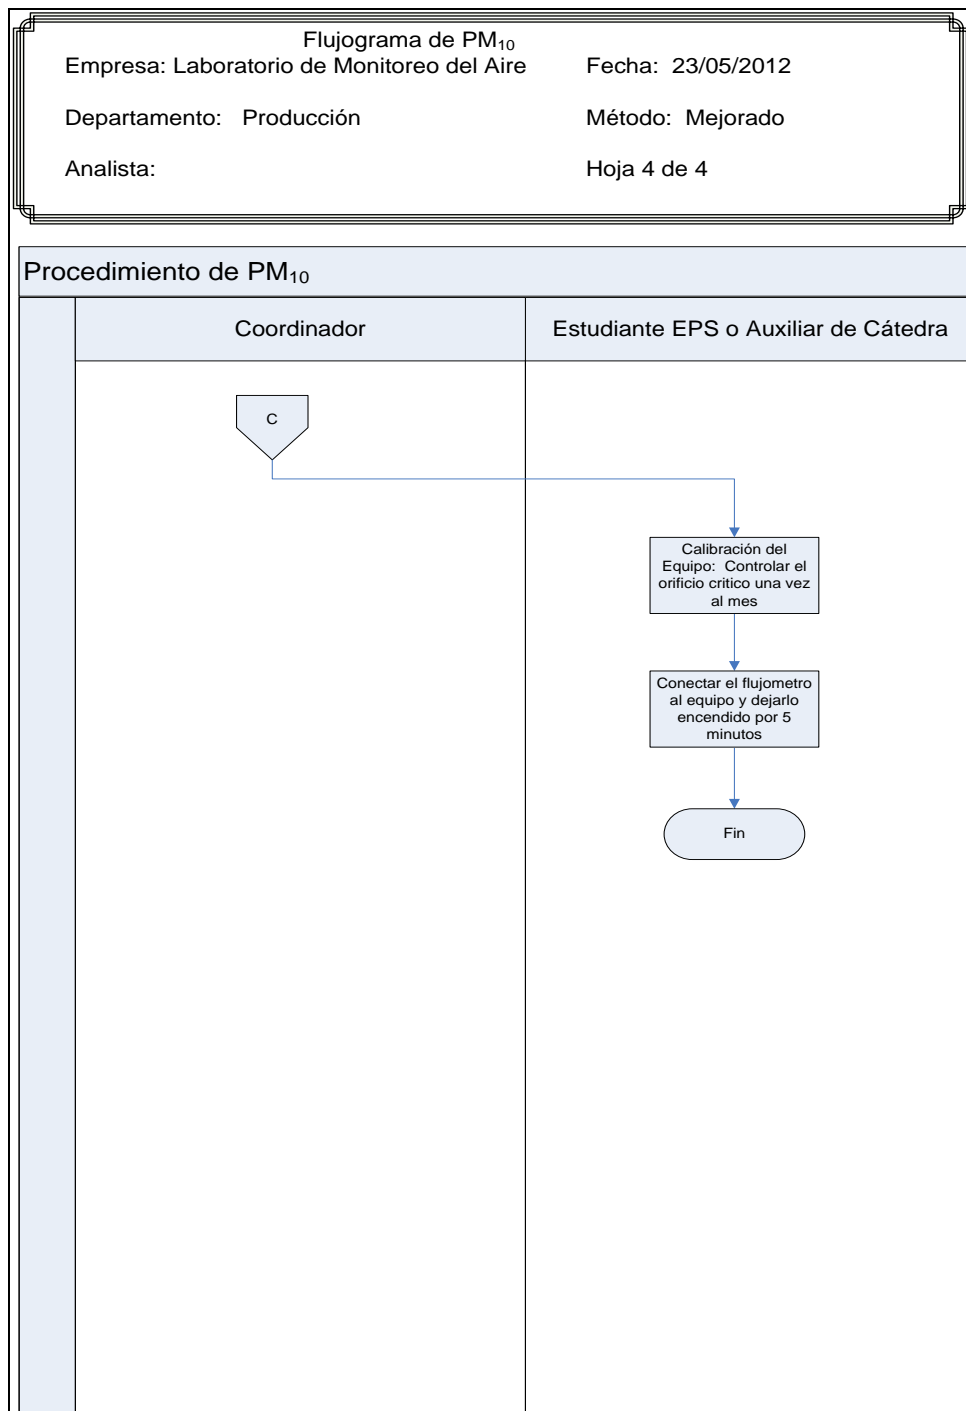 Flujograma de PM₁₀
Empresa: Laboratorio de Monitoreo del Aire Fecha: 23/05/2012
Departamento: Producción Método: Mejorado
Analista: Hoja 4 de 4
Procedimiento de PM₁₀
Coordinador Estudiante EPS o Auxiliar de Cátedra
C
Calibración del
Equipo: Controlar el
orificio critico una vez
al mes
Conectar el flujometro
al equipo y dejarlo
encendido por 5
minutos
Fin